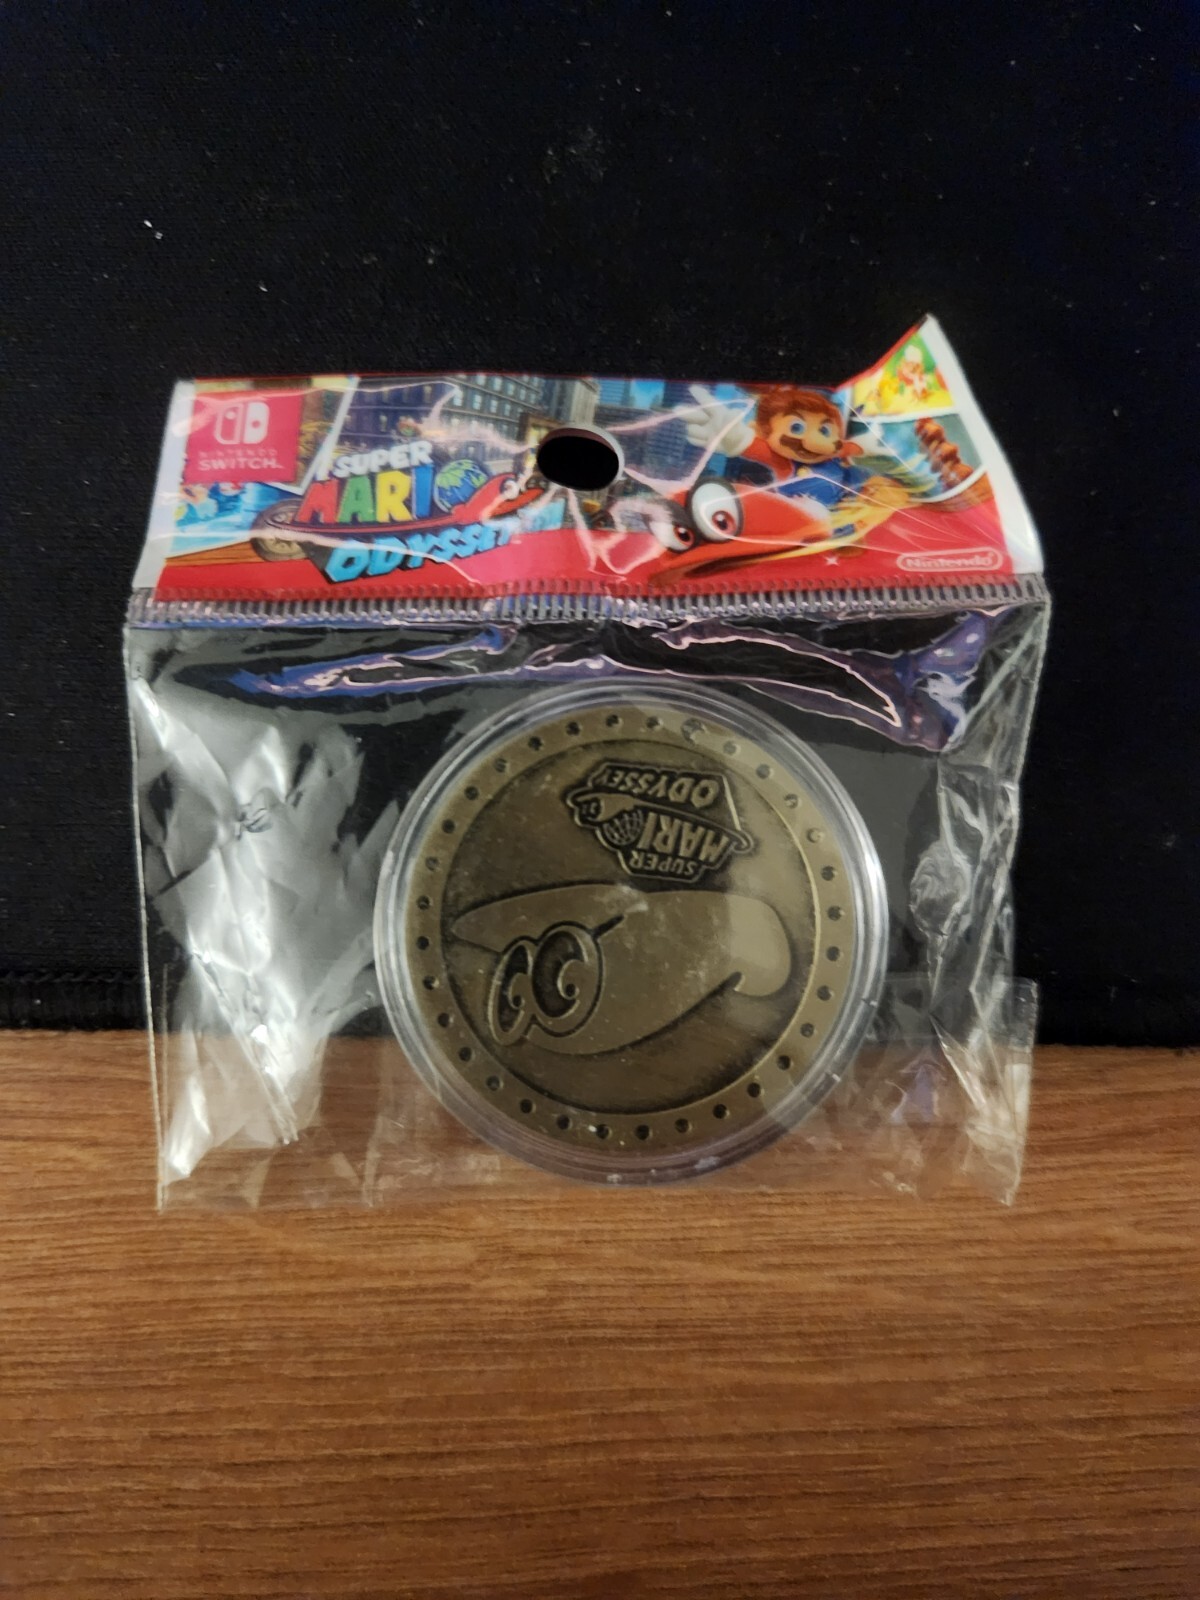 NINTENDO
SWITCH
SUPER
MARIO
ODYSSEY
Nintendo
SUPER
MARIO
ODYSSEY